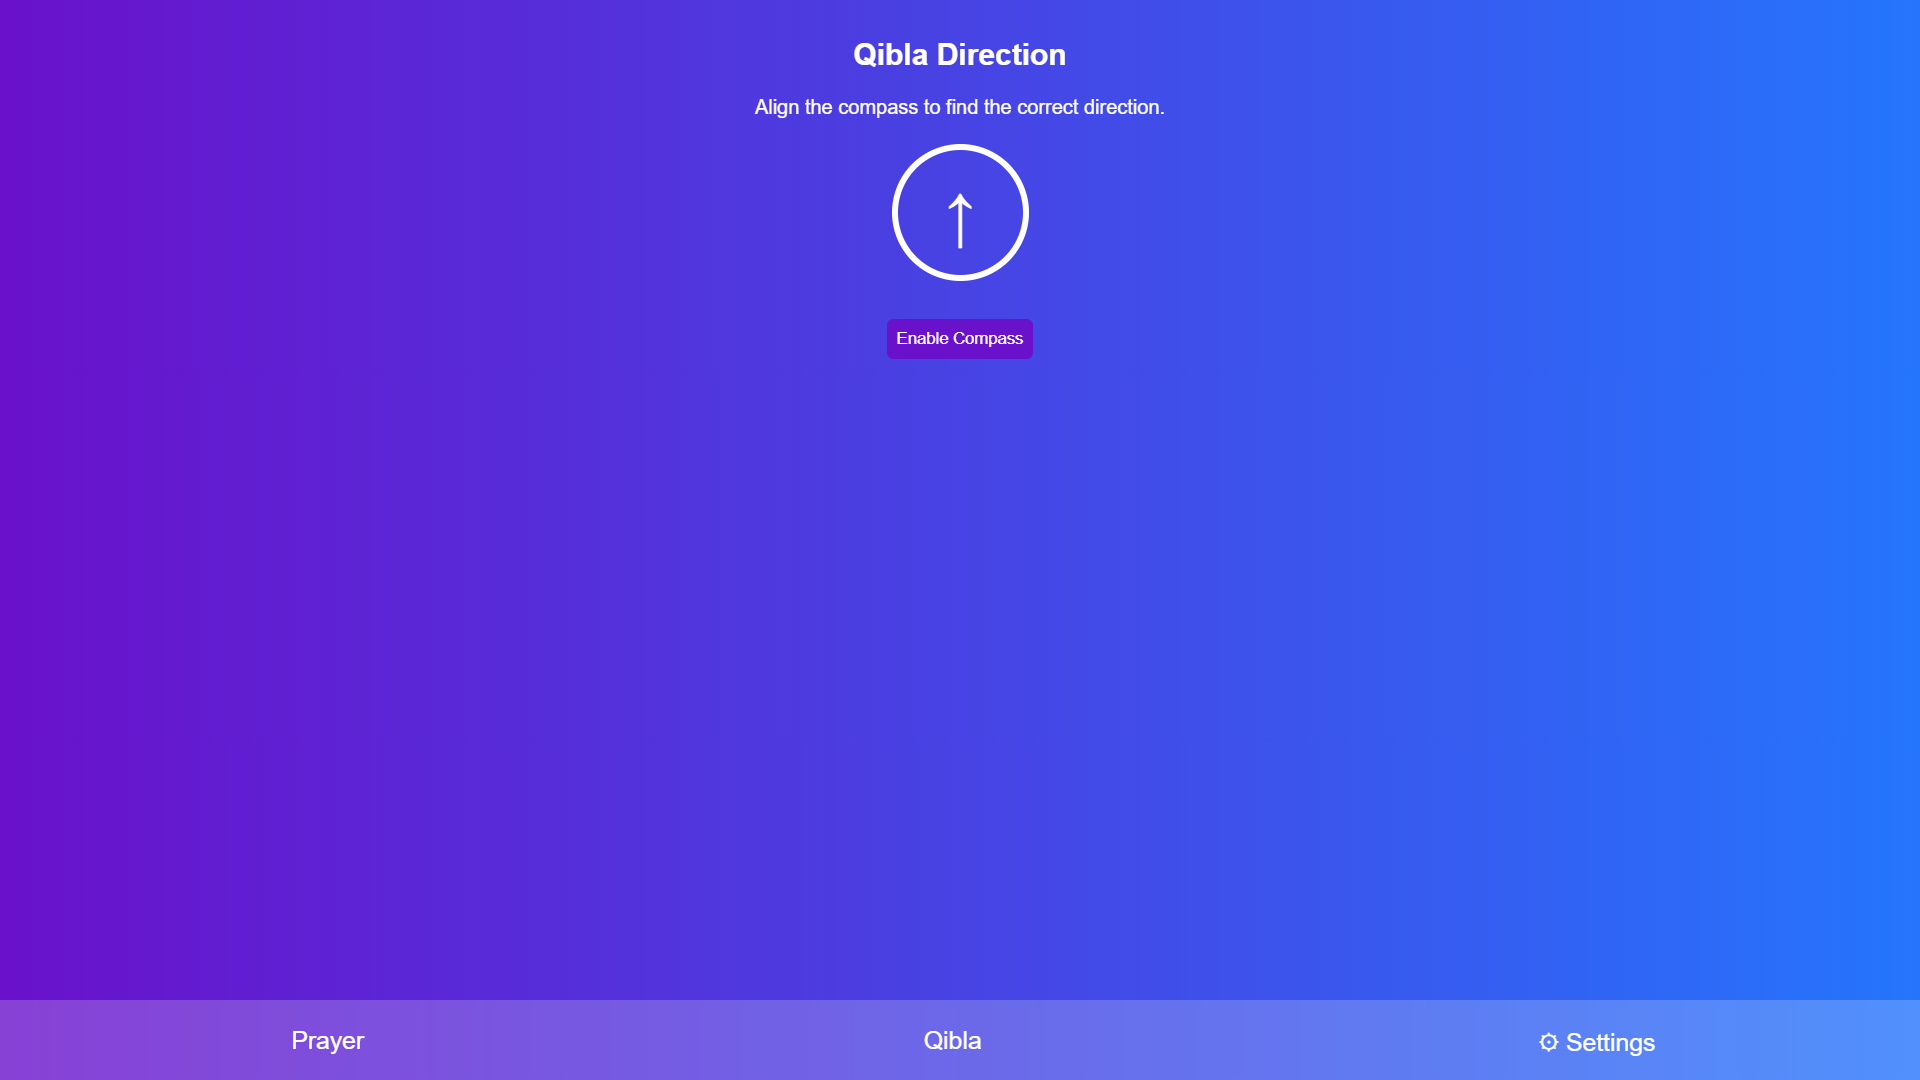 Qibla Direction
Align the compass to find the correct direction.
↑
Enable Compass
Prayer
Qibla
⚙ Settings